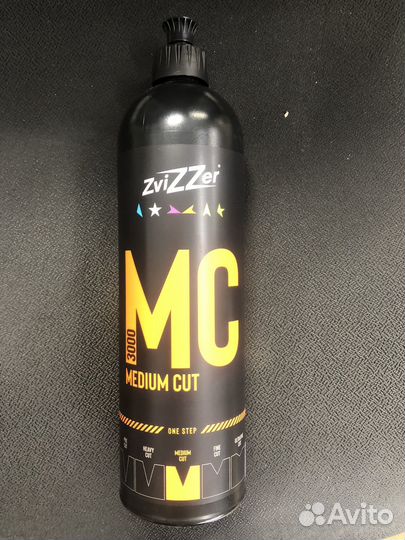 ZviZZer
MC
3000
MEDIUM CUT
ONE STEP
HEAVY CUT
MEDIUM CUT
FINE CUT
Avito